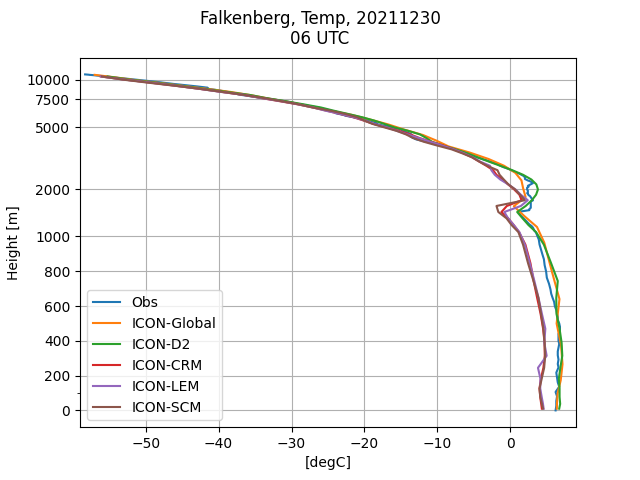 Falkenberg, Temp, 20211230
06 UTC
10000
7500
5000
2000
1000
800
600
400
200
0
Height [m]
Obs
ICON-Global
ICON-D2
ICON-CRM
ICON-LEM
ICON-SCM
−50
−40
−30
−20
−10
0
[degC]